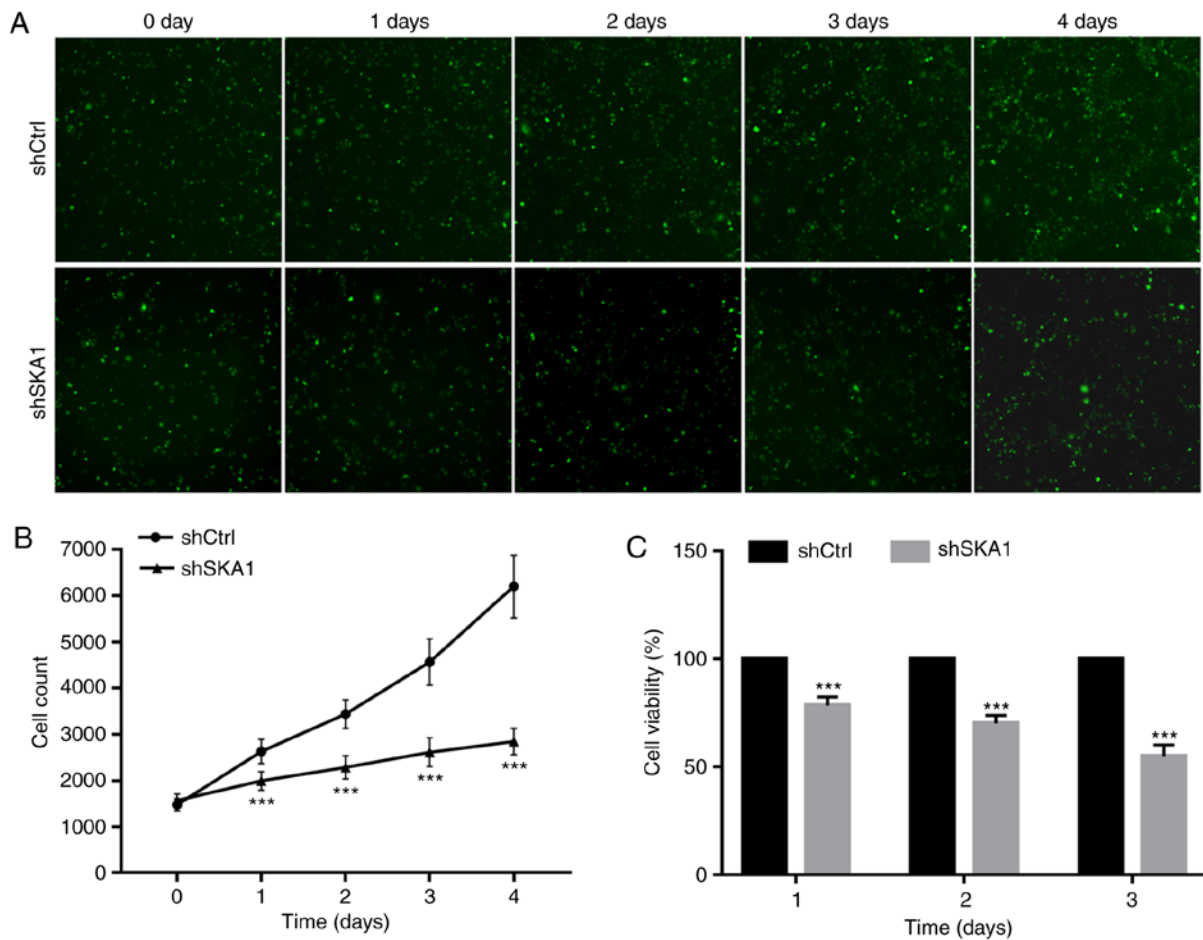 A
0 day
1 days
2 days
3 days
4 days
shCtrl
shSKA1
B
shCtrl
shSKA1
7000
6000
5000
4000
3000
2000
1000
0
Cell count
***
***
***
***
0
1
2
3
4
Time (days)
C
shCtrl
shSKA1
150
100
50
0
Cell viability (%)
***
***
***
1
2
3
Time (days)